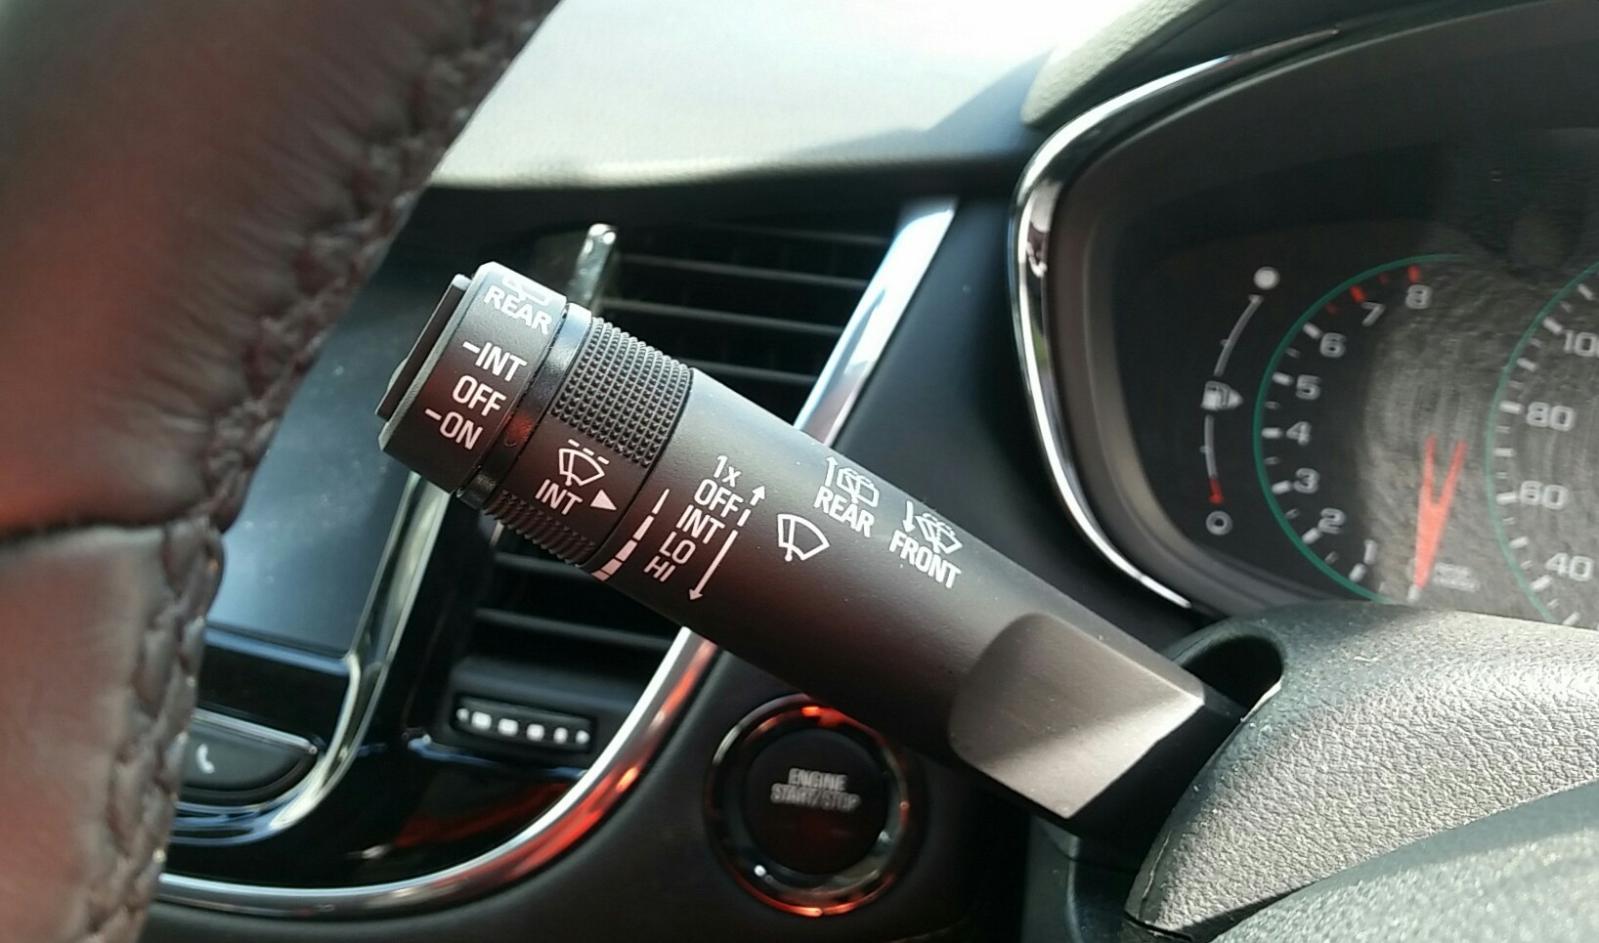 REAR
-INT
OFF
-ON
INT
1x
OFF
INT
LO
HI
REAR
FRONT
ENGINE
START/STOP
8
7
6
5
4
3
2
1
100
80
60
40